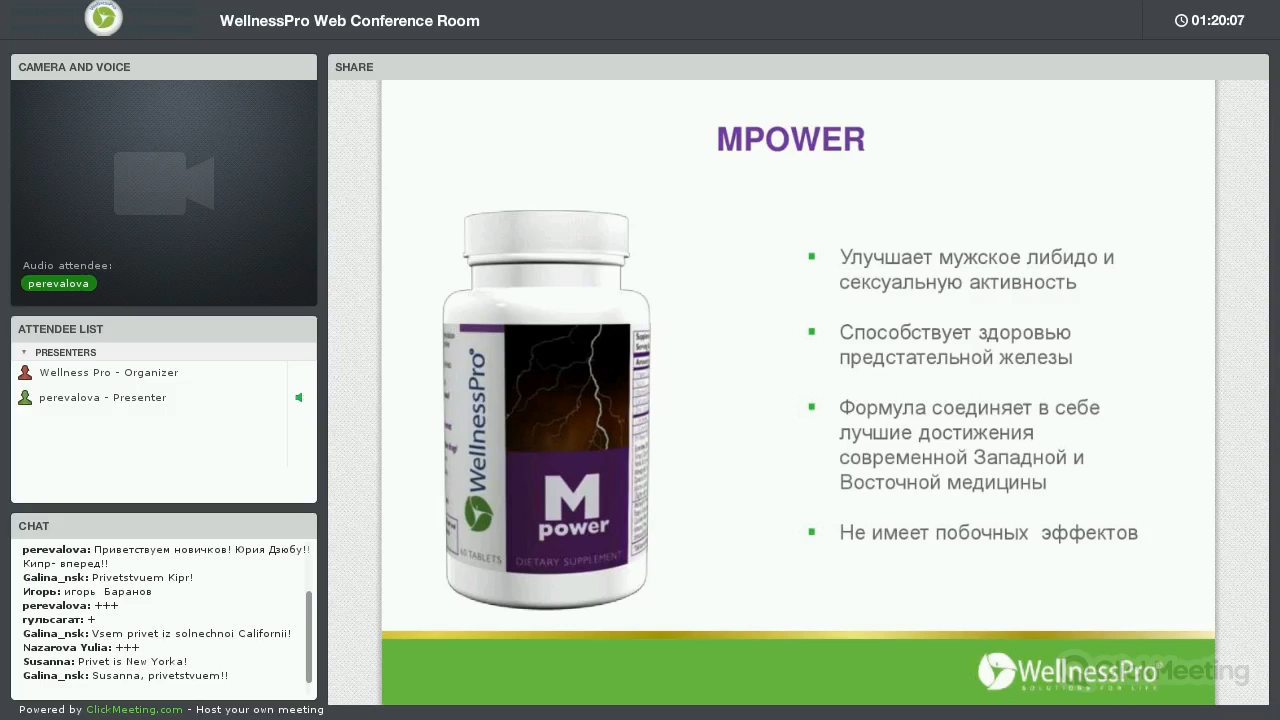 WellnessPro Web Conference Room
01:20:07
CAMERA AND VOICE
Audio attendee:
perevalova
ATTENDEE LIST
PRESENTERS
Wellness Pro - Organizer
perevalova - Presenter
CHAT
perevalova: Приветствуем новичков! Юрия Дзюбу!!
Кипр- вперед!!
Galina_nsk: Privetstvuem Kipr!
Игорь: игорь Баранов
perevalova: +++
гульсагат: +
Galina_nsk: Vsem privet iz solnechnoi Californii!
Nazarova Yulia: +++
Susanna: Privet is New Yorka!
Galina_nsk: Susanna, privetstvuem!!
Powered by ClickMeeting.com - Host your own meeting
SHARE
MPOWER
WellnessPro®
M
power
60 TABLETS
DIETARY SUPPLEMENT
Улучшает мужское либидо и
сексуальную активность
Способствует здоровью
предстательной железы
Формула соединяет в себе
лучшие достижения
современной Западной и
Восточной медицины
Не имеет побочных эффектов
WellnessPro
SOLUTIONS FOR LIFE
Meeting